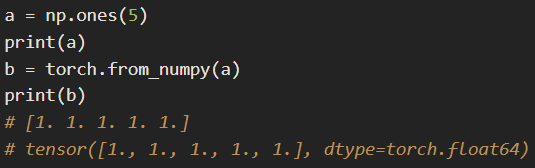 a = np.ones(5)
print(a)
b = torch.from_numpy(a)
print(b)
# [1. 1. 1. 1. 1.]
# tensor([1., 1., 1., 1., 1.], dtype=torch.float64)